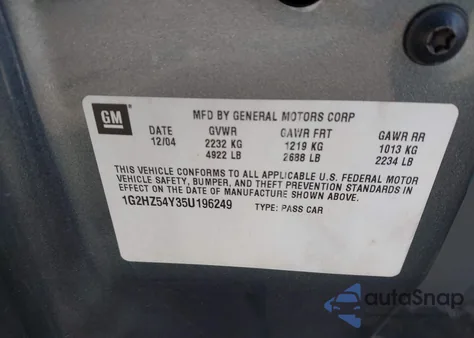 GM
MFD BY GENERAL MOTORS CORP
DATE GVWR GAWR FRT GAWR RR
12/04 2232 KG 1219 KG 1013 KG
4922 LB 2688 LB 2234 LB
THIS VEHICLE CONFORMS TO ALL APPLICABLE U.S. FEDERAL MOTOR
VEHICLE SAFETY, BUMPER, AND THEFT PREVENTION STANDARDS IN
EFFECT ON THE DATE OF MANUFACTURE SHOWN ABOVE.
1G2HZ54Y35U196249 TYPE: PASS CAR
autoSnap